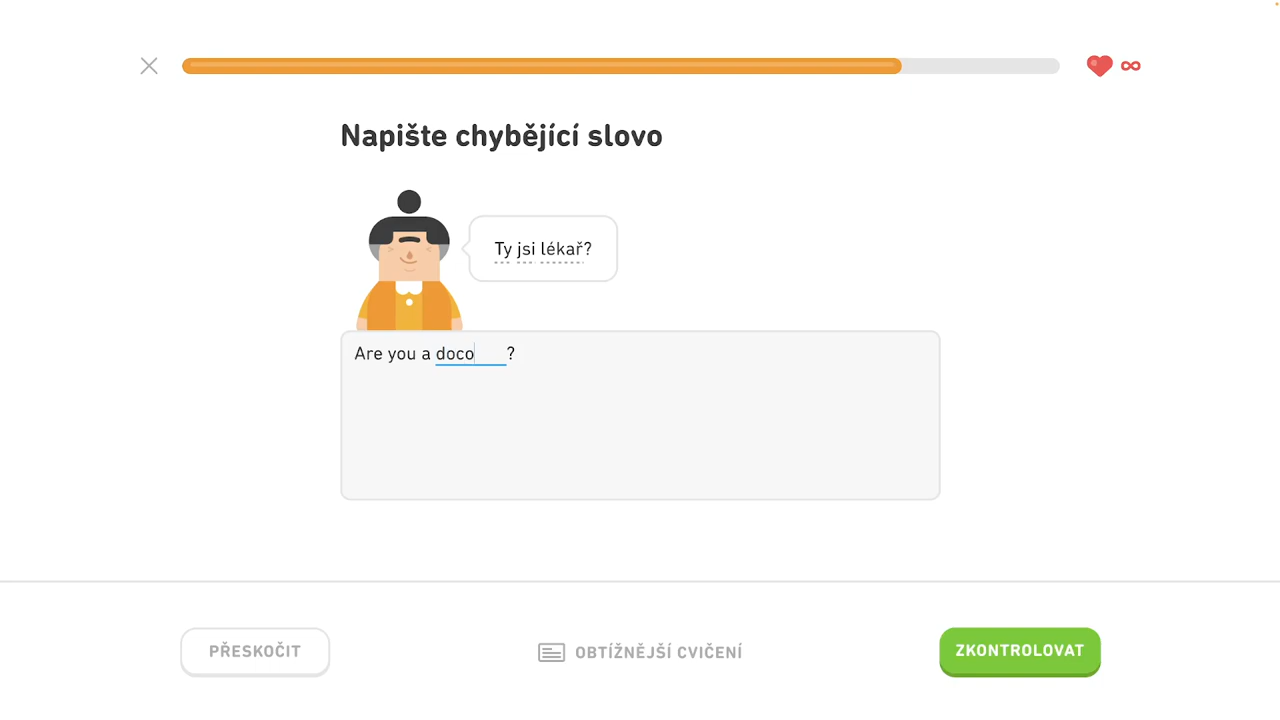 ∞
Napište chybějící slovo
Ty jsi lékař?
Are you a doco ?
PŘESKOČIT
OBTÍŽNĚJŠÍ CVIČENÍ
ZKONTROLOVAT